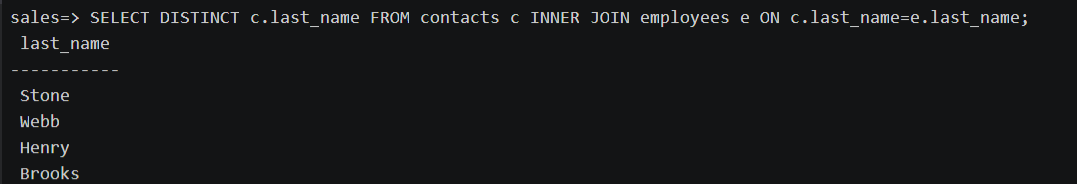 sales=> SELECT DISTINCT c.last_name FROM contacts c INNER JOIN employees e ON c.last_name=e.last_name;
last_name
-----------
Stone
Webb
Henry
Brooks